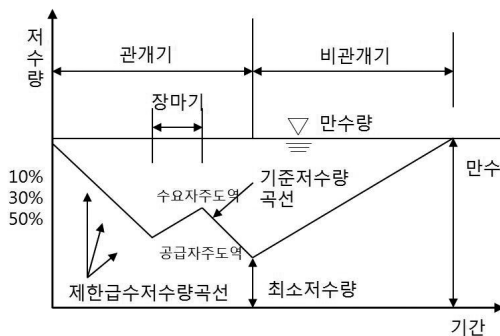 저
수
량
관개기
비관개기
장마기
만수량
10%
30%
50%
수요자주도역
기준저수량
곡선
만수
공급자주도역
제한급수저수량곡선
최소저수량
기간